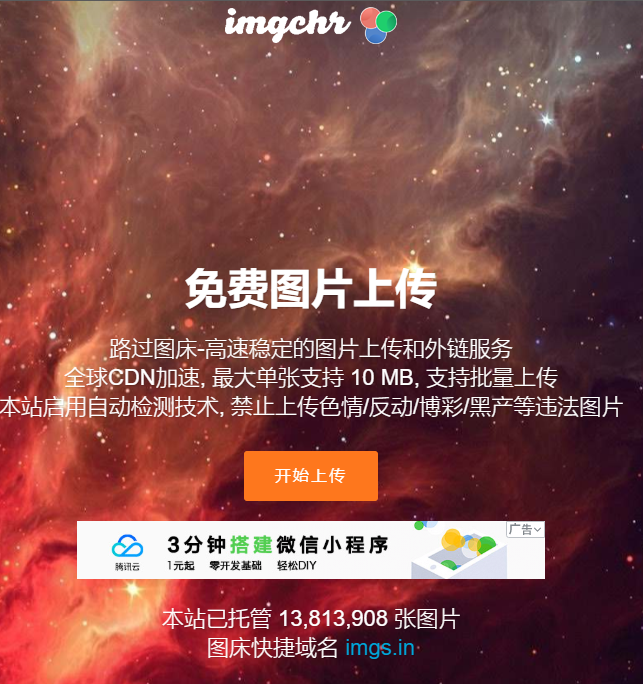 imgchr
免费图片上传
路过图床-高速稳定的图片上传和外链服务
全球CDN加速, 最大单张支持 10 MB, 支持批量上传
本站启用自动检测技术, 禁止上传色情/反动/博彩/黑产等违法图片
开始上传
广告
腾讯云
3分钟搭建微信小程序
1元起 零开发基础 轻松DIY
本站已托管 13,813,908 张图片
图床快捷域名 imgs.in